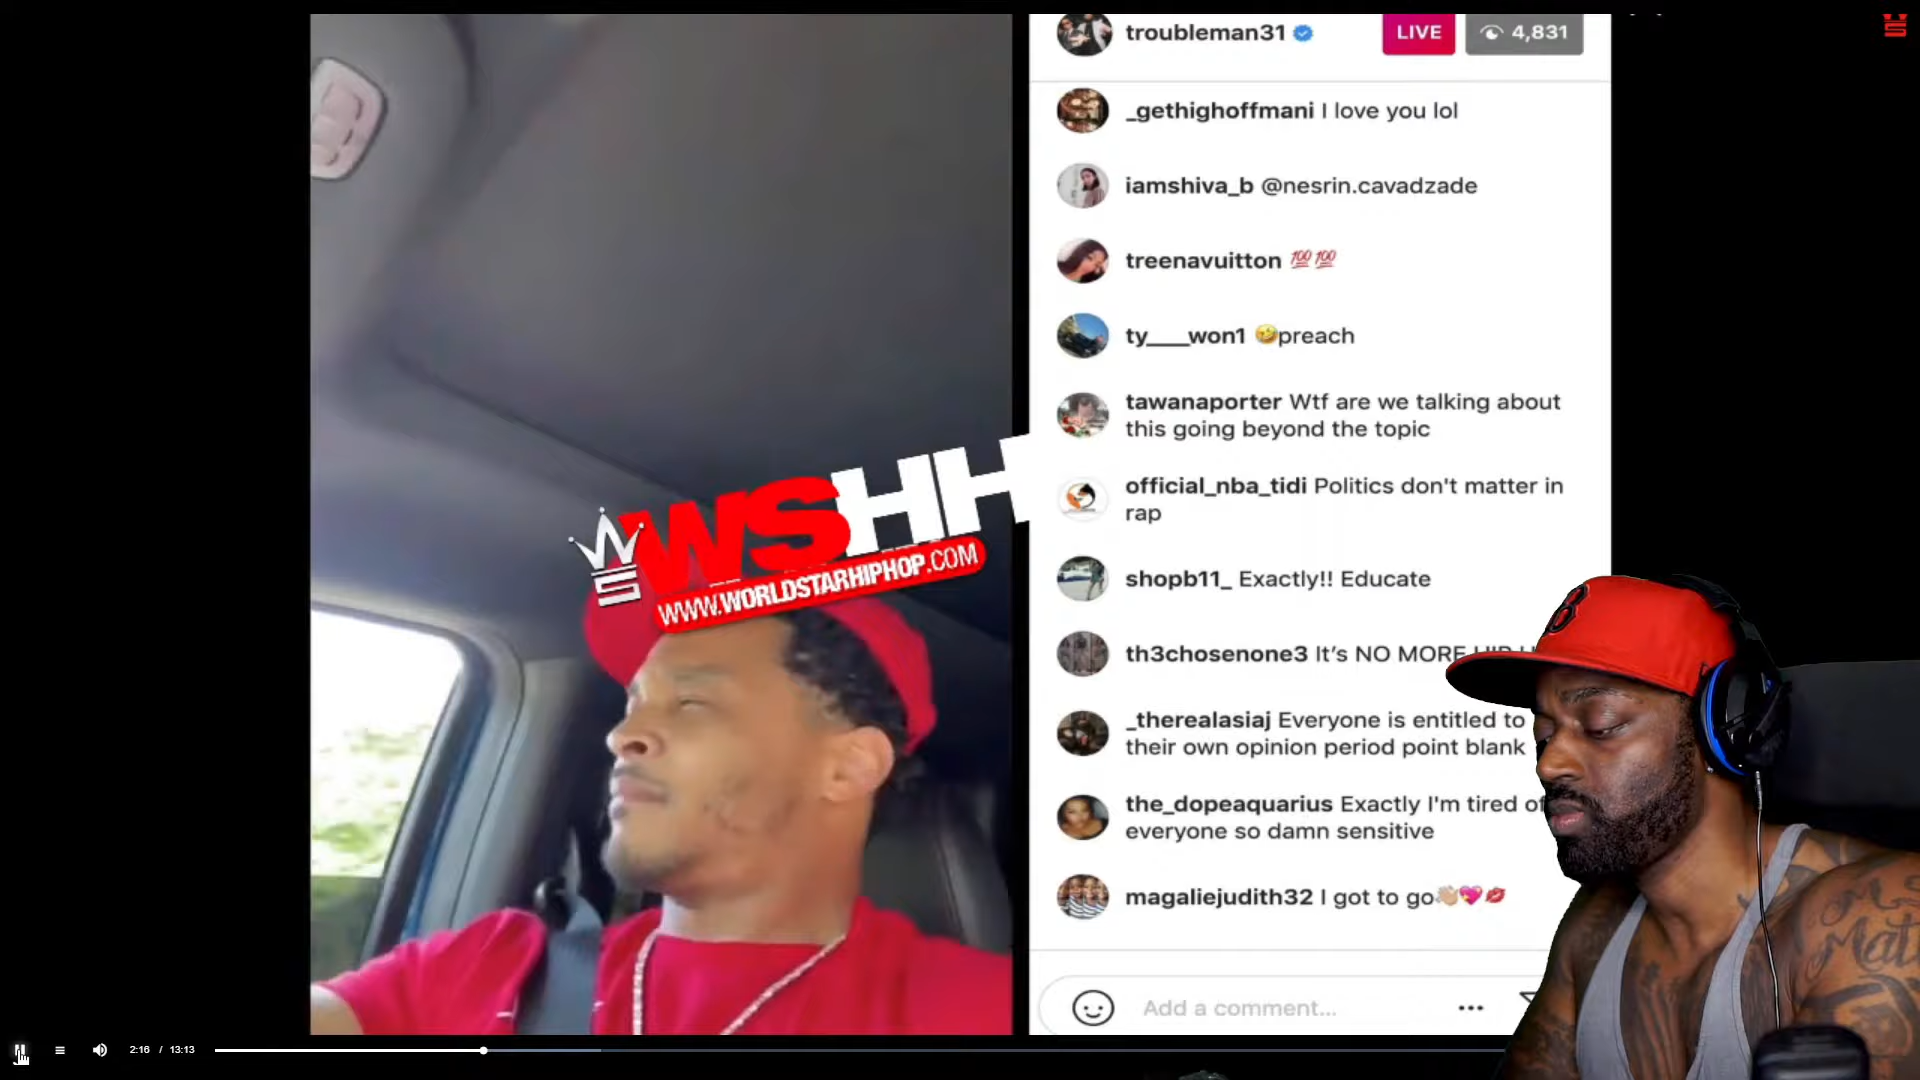 troubleman31 LIVE 4,831
_gethighoffmani I love you lol
iamshiva_b @nesrin.cavadzade
treenavuitton 💯💯
ty____won1 🤣preach
tawanaporter Wtf are we talking about
this going beyond the topic
official_nba_tidi Politics don't matter in
rap
shopb11_ Exactly!! Educate
th3chosenone3 It's NO MORE HIP
_therealasiaj Everyone is entitled to
their own opinion period point blank
the_dopeaquarius Exactly I'm tired of
everyone so damn sensitive
magaliejudith32 I got to go👋🏼💖💋
Add a comment...
WSHH
WWW.WORLDSTARHIPHOP.COM
B
2:16 / 13:13